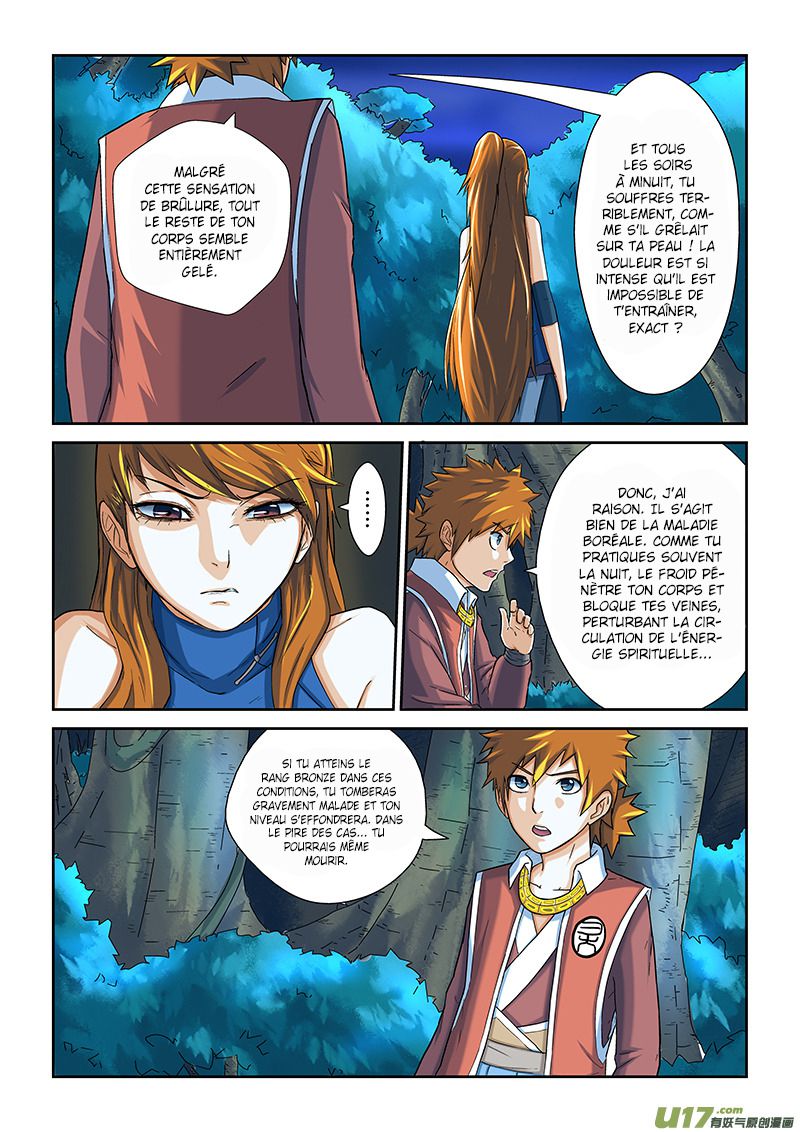 MALGRÉ
CETTE SENSATION
DE BRÛLURE, TOUT
LE RESTE DE TON
CORPS SEMBLE
ENTIÈREMENT
GELÉ.
ET TOUS
LES SOIRS
À MINUIT, TU
SOUFFRES TER-
RIBLEMENT, COM-
ME S'IL GRÊLAIT
SUR TA PEAU ! LA
DOULEUR EST SI
INTENSE QU'IL EST
IMPOSSIBLE DE
T'ENTRAÎNER,
EXACT ?
......
DONC, J'AI
RAISON. IL S'AGIT
BIEN DE LA MALADIE
BORÉALE. COMME TU
PRATIQUES SOUVENT
LA NUIT, LE FROID PÉ-
NÈTRE TON CORPS ET
BLOQUE TES VEINES,
PERTURBANT LA CIR-
CULATION DE L'ÉNER-
GIE SPIRITUELLE...
SI TU ATTEINS LE
RANG BRONZE DANS CES
CONDITIONS, TU TOMBERAS
GRAVEMENT MALADE ET TON
NIVEAU S'EFFONDRERA. DANS
LE PIRE DES CAS... TU
POURRAIS MÊME
MOURIR.
U17.com
有妖气原创漫画